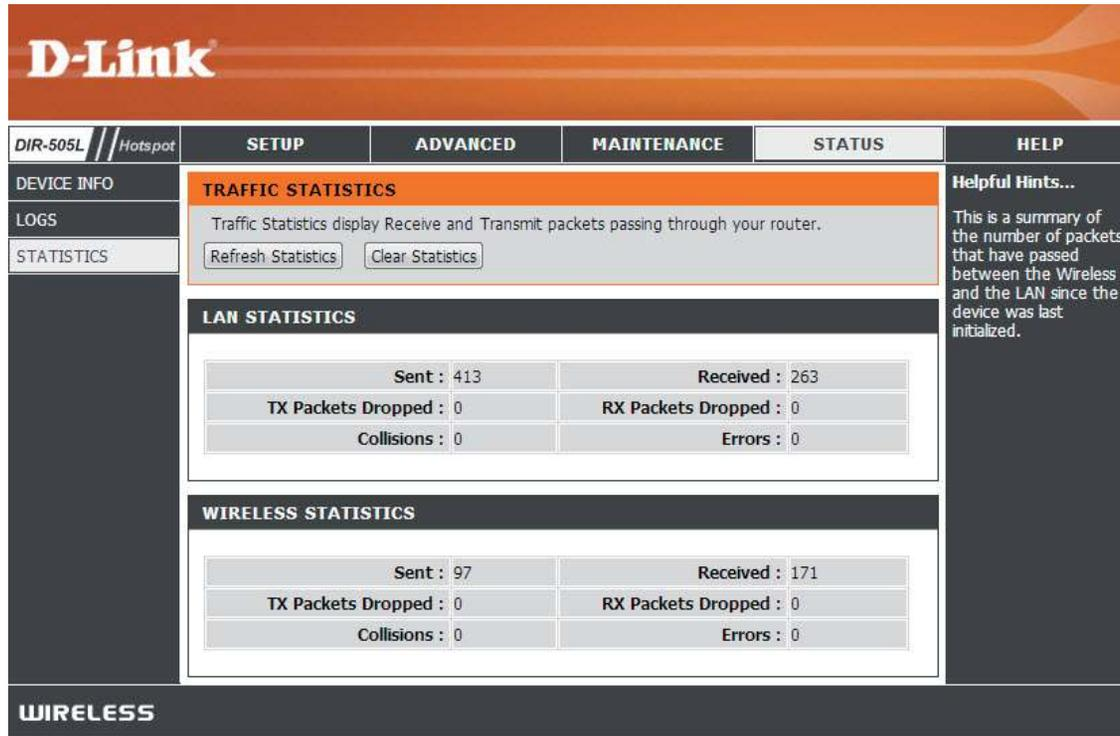 D-Link
DIR-505L // Hotspot
SETUP
ADVANCED
MAINTENANCE
STATUS
HELP
DEVICE INFO
LOGS
STATISTICS
TRAFFIC STATISTICS
Traffic Statistics display Receive and Transmit packets passing through your router.
Refresh Statistics
Clear Statistics
LAN STATISTICS
Sent : 413
Received : 263
TX Packets Dropped : 0
RX Packets Dropped : 0
Collisions : 0
Errors : 0
WIRELESS STATISTICS
Sent : 97
Received : 171
TX Packets Dropped : 0
RX Packets Dropped : 0
Collisions : 0
Errors : 0
Helpful Hints...
This is a summary of
the number of packets
that have passed
between the Wireless
and the LAN since the
device was last
initialized.
WIRELESS